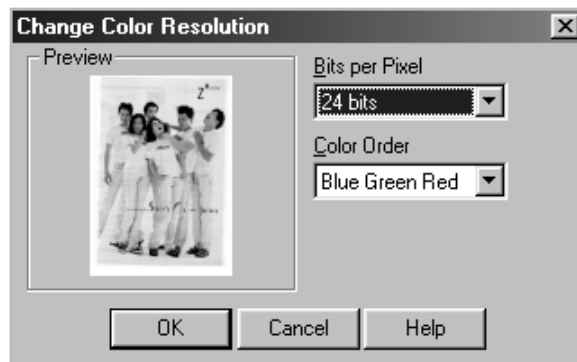 Change Color Resolution
Preview
Bits per Pixel
24 bits
Color Order
Blue Green Red
OK
Cancel
Help